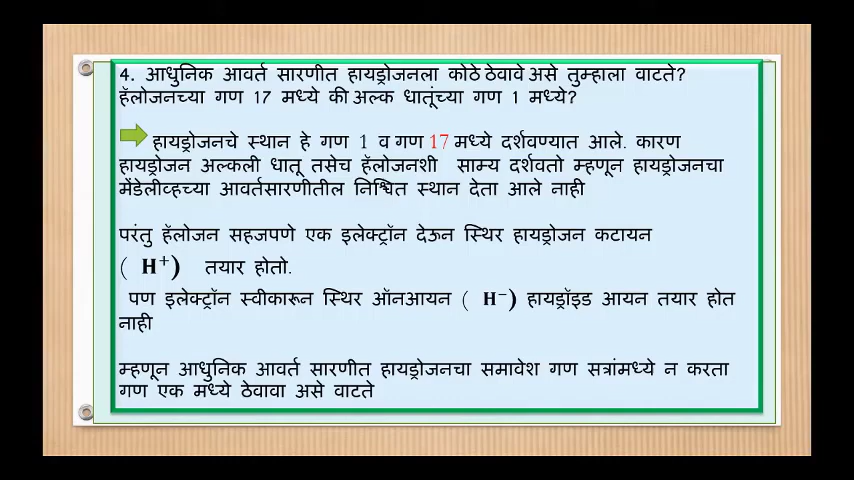 4. आधुनिक आवर्त सारणीत हायड्रोजनला कोठे ठेवावे असे तुम्हाला वाटते?
हॅलोजनच्या गण 17 मध्ये की अल्क धातूंच्या गण 1 मध्ये?
हायड्रोजनचे स्थान हे गण 1 व गण 17 मध्ये दर्शवण्यात आले. कारण
हायड्रोजन अल्कली धातू तसेच हॅलोजनशी साम्य दर्शवतो म्हणून हायड्रोजनचा
मेंडेलीव्हच्या आवर्तसारणीतील निश्चित स्थान देता आले नाही
परंतु हॅलोजन सहजपणे एक इलेक्ट्रॉन देऊन स्थिर हायड्रोजन कटायन
( H⁺) तयार होतो.
पण इलेक्ट्रॉन स्वीकारून स्थिर ऑनआयन ( H⁻) हायड्रॉइड आयन तयार होत
नाही
म्हणून आधुनिक आवर्त सारणीत हायड्रोजनचा समावेश गण सत्रांमध्ये न करता
गण एक मध्ये ठेवावा असे वाटते